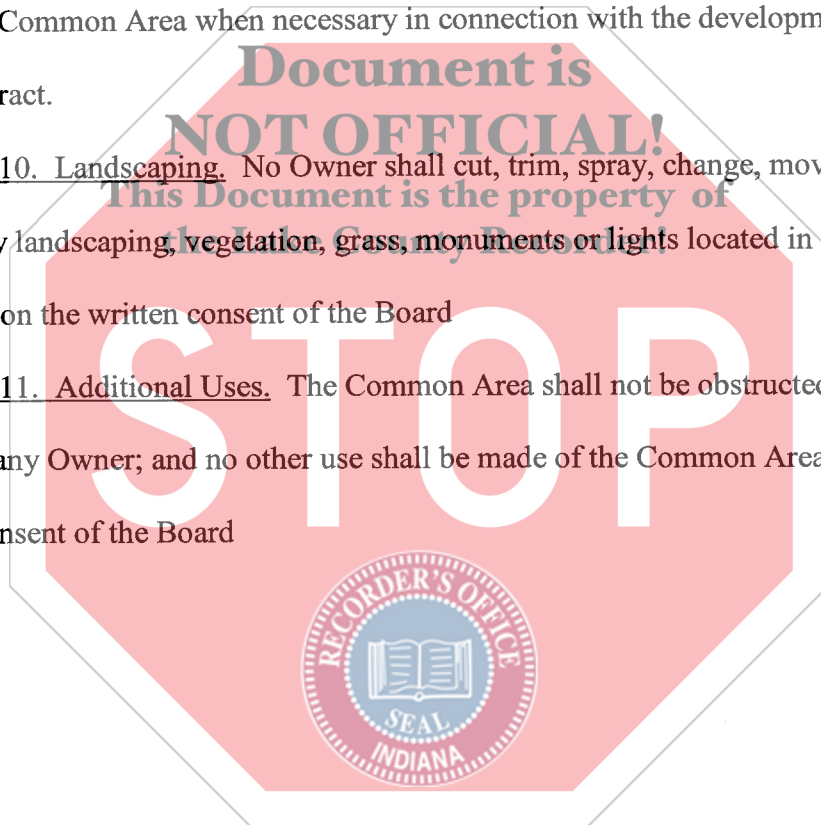 Common Area when necessary in connection with the developm
Document is
ract.
NOT OFFICIAL!
10. Landscaping. No Owner shall cut, trim, spray, change, mov
This Document is the property of
y landscaping, vegetation, grass, monuments or lights located in
the Lake County Recorder!
on the written consent of the Board
STOP
11. Additional Uses. The Common Area shall not be obstructed
any Owner; and no other use shall be made of the Common Area
nsent of the Board
RECORDER'S OFFICE
SEAL
INDIANA